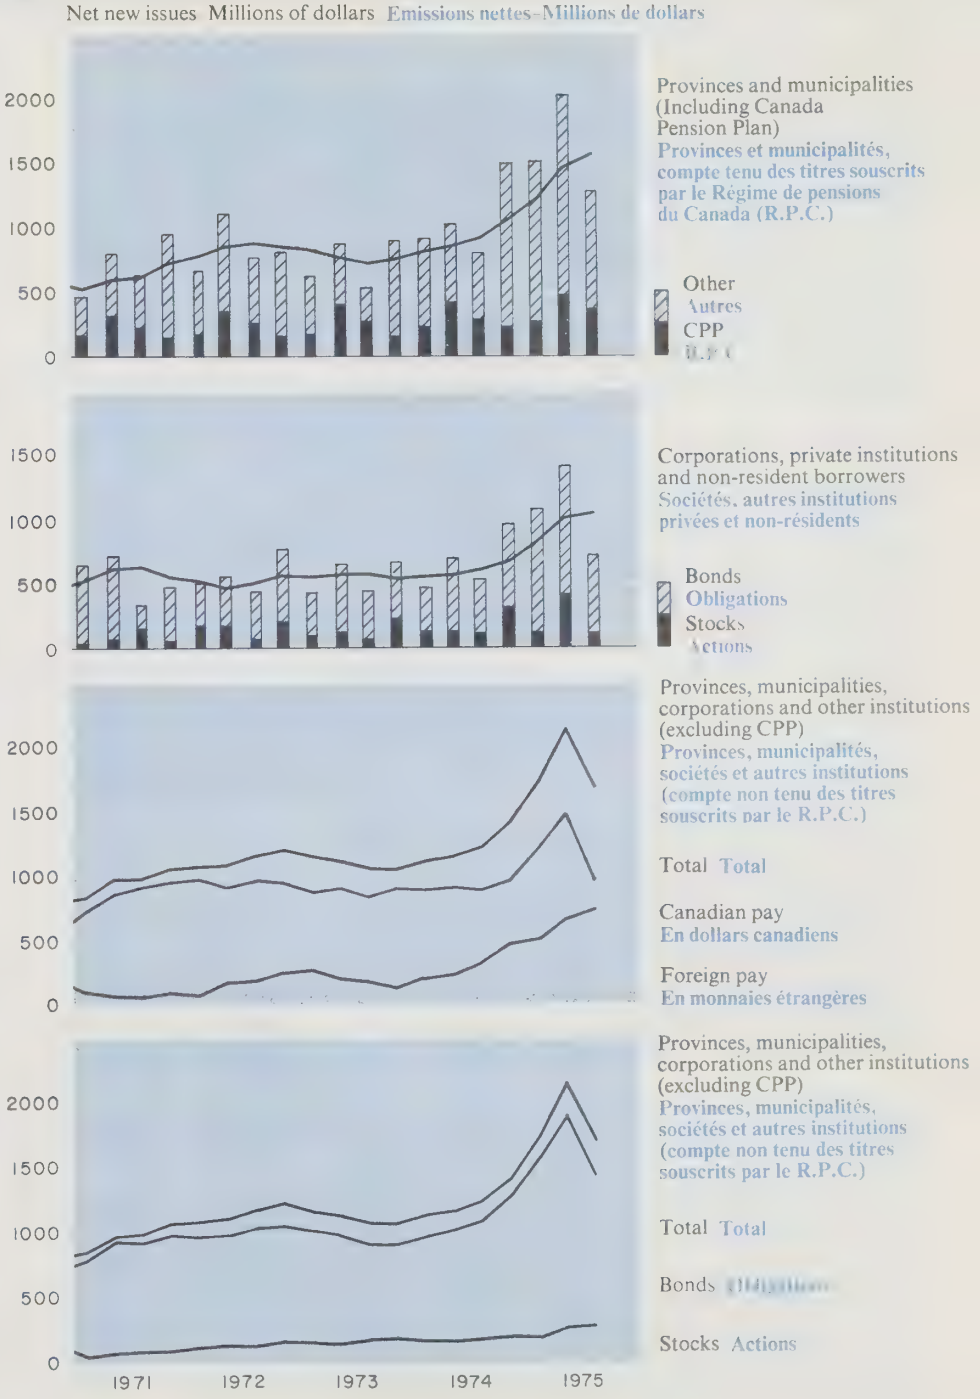 Net new issues Millions of dollars Emissions nettes-Millions de dollars
2000
1500
1000
500
0
Provinces and municipalities
(Including Canada
Pension Plan)
Provinces et municipalités,
compte tenu des titres souscrits
par le Régime de pensions
du Canada (R.P.C.)
Other
Autres
CPP
1500
1000
500
0
Corporations, private institutions
and non-resident borrowers
Sociétés, autres institutions
privées et non-résidents
Bonds
Obligations
Stocks
Actions
2000
1500
1000
500
0
Provinces, municipalities,
corporations and other institutions
(excluding CPP)
Provinces, municipalités,
sociétés et autres institutions
(compte non tenu des titres
souscrits par le R.P.C.)
Total Total
Canadian pay
En dollars canadiens
Foreign pay
En monnaies étrangères
2000
1500
1000
500
0
Provinces, municipalities,
corporations and other institutions
(excluding CPP)
Provinces, municipalités,
sociétés et autres institutions
(compte non tenu des titres
souscrits par le R.P.C.)
Total Total
Bonds
Stocks Actions
1971 1972 1973 1974 1975